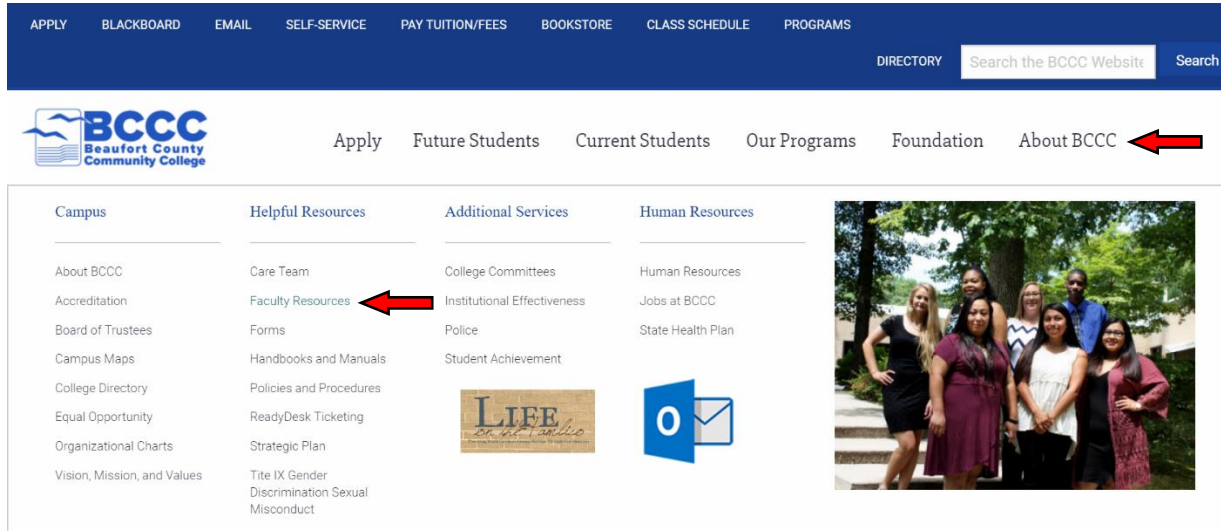 APPLY BLACKBOARD EMAIL SELF-SERVICE PAY TUITION/FEES BOOKSTORE CLASS SCHEDULE PROGRAMS
DIRECTORY Search the BCCC Website Search
BCCC
Beaufort County
Community College
Apply Future Students Current Students Our Programs Foundation About BCCC
Campus
About BCCC
Accreditation
Board of Trustees
Campus Maps
College Directory
Equal Opportunity
Organizational Charts
Vision, Mission, and Values
Helpful Resources
Care Team
Faculty Resources
Forms
Handbooks and Manuals
Policies and Procedures
ReadyDesk Ticketing
Strategic Plan
Tite IX Gender
Discrimination Sexual
Misconduct
Additional Services
College Committees
Institutional Effectiveness
Police
Student Achievement
LIFE
on the Pamlico
Human Resources
Human Resources
Jobs at BCCC
State Health Plan
O